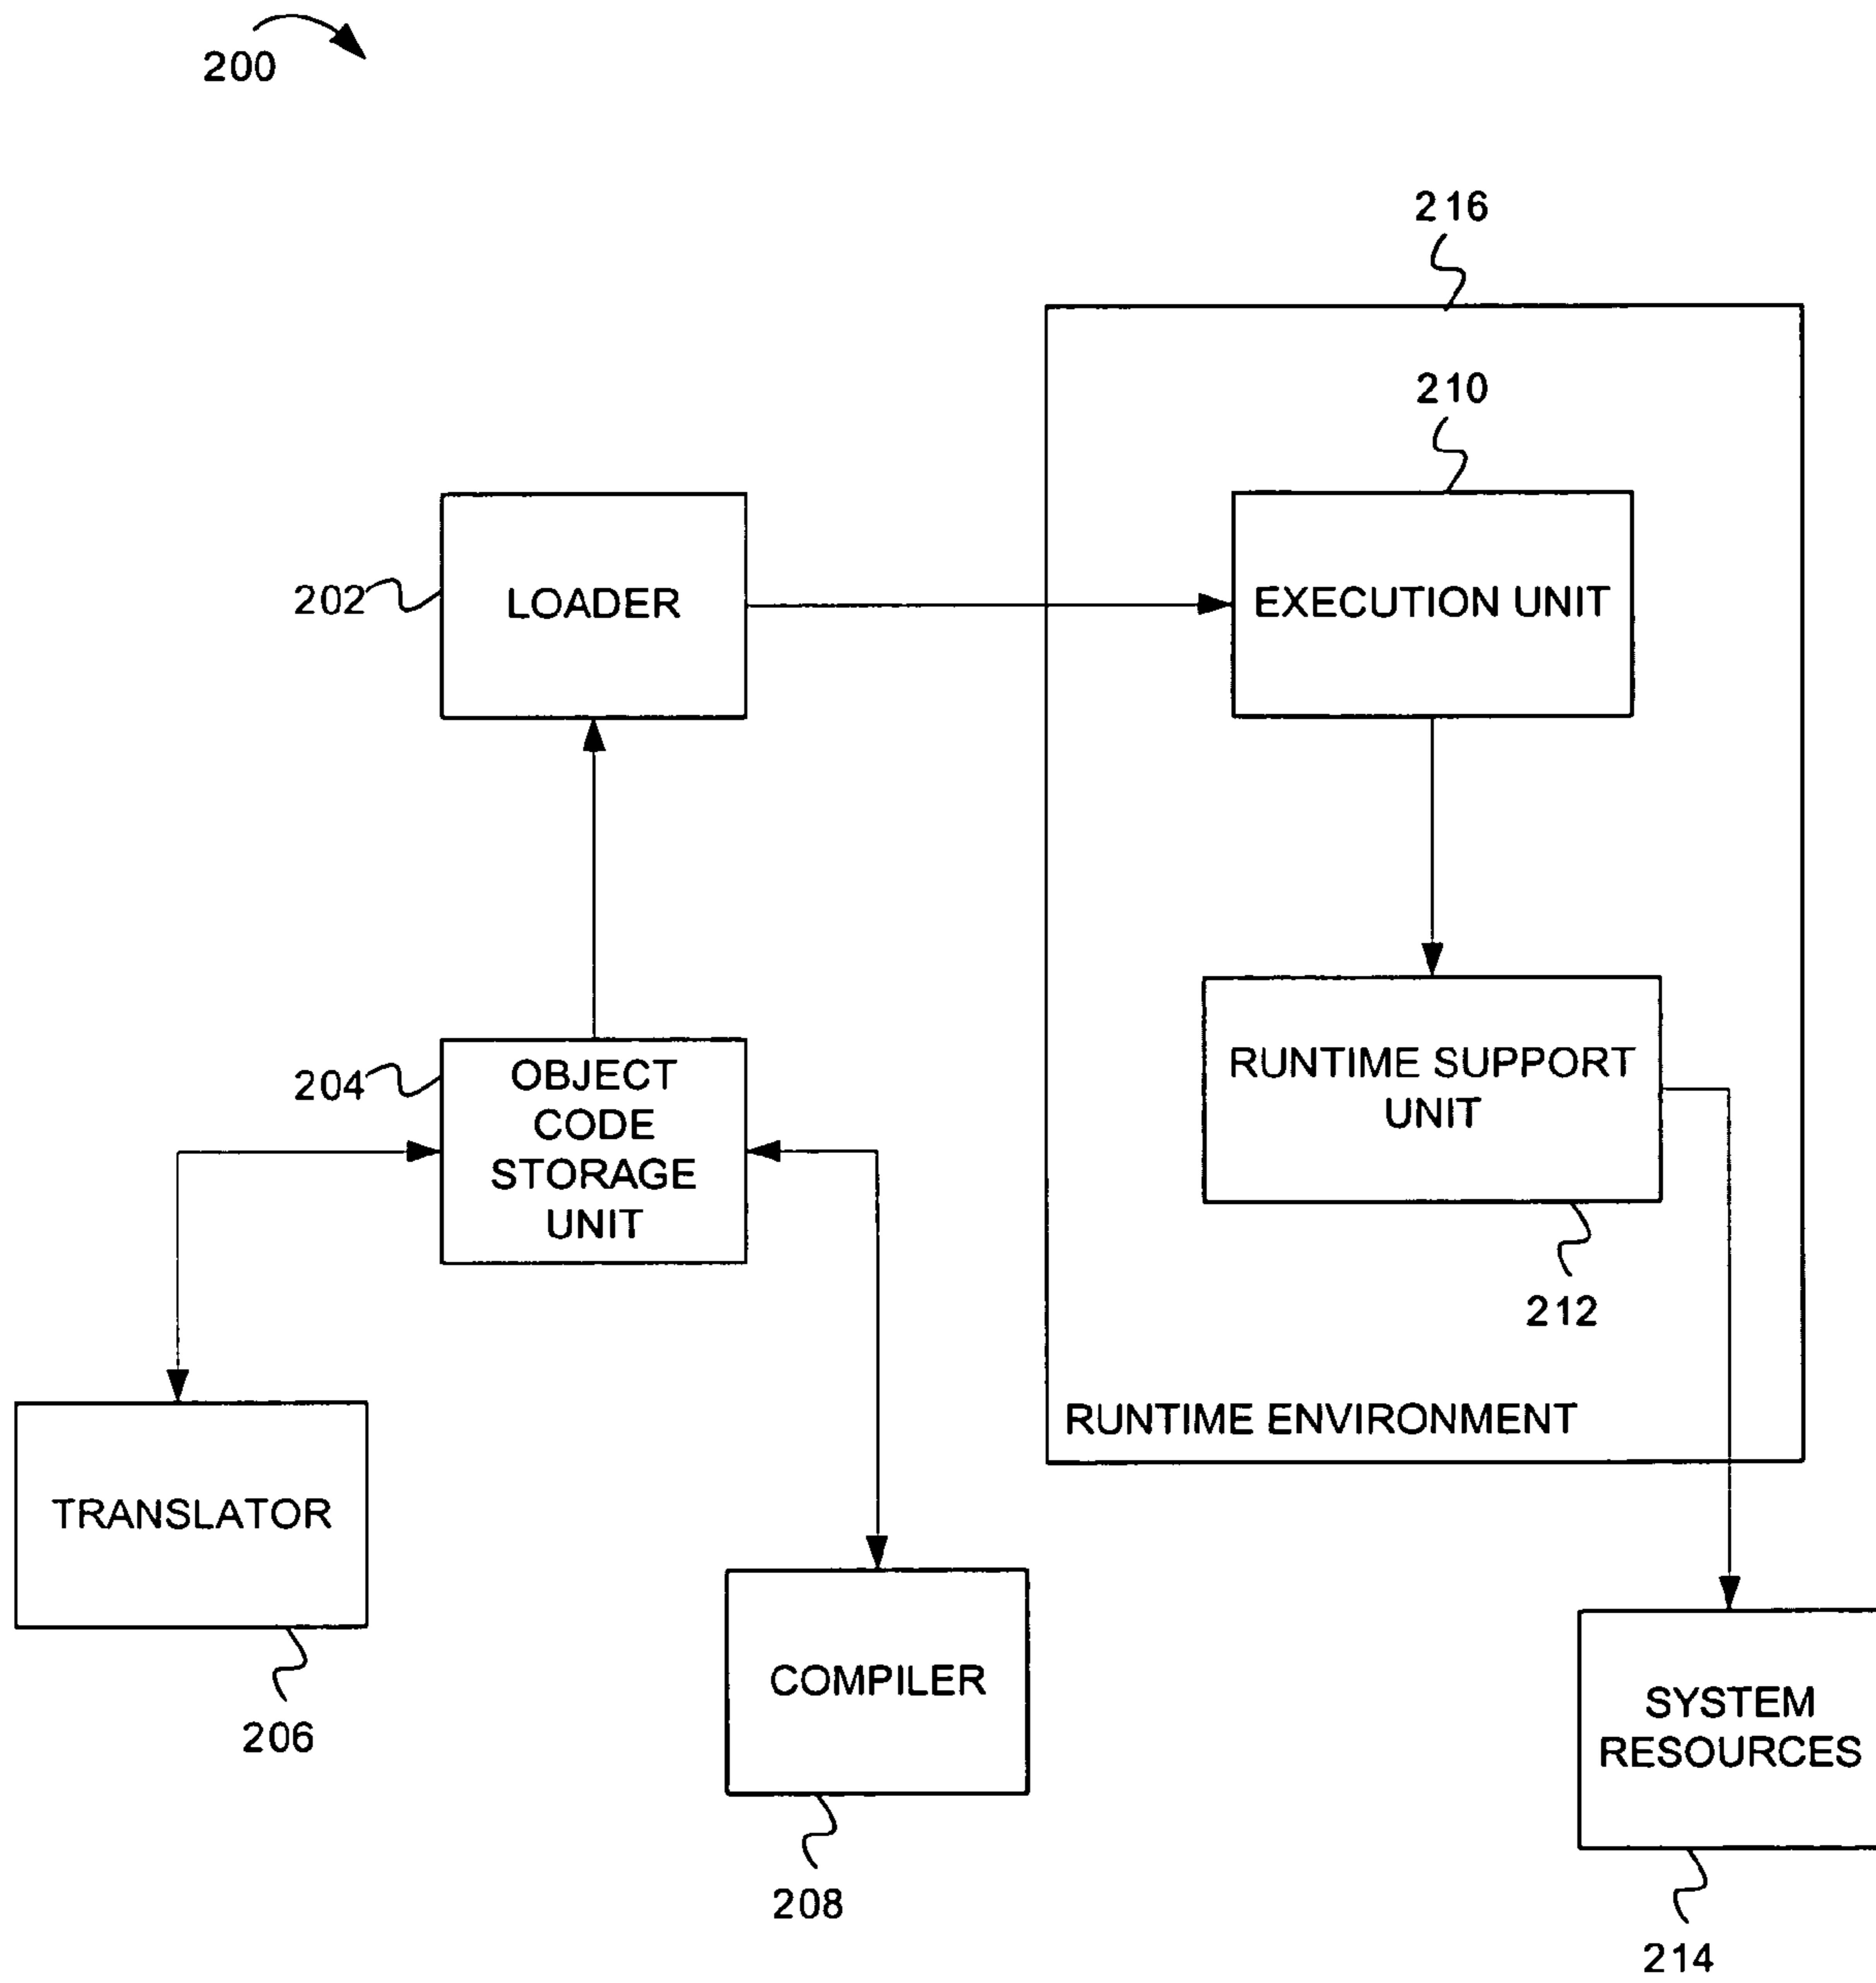 200
216
210
202
LOADER
EXECUTION UNIT
204
OBJECT
CODE
STORAGE
UNIT
RUNTIME SUPPORT
UNIT
212
RUNTIME ENVIRONMENT
TRANSLATOR
206
COMPILER
208
SYSTEM
RESOURCES
214